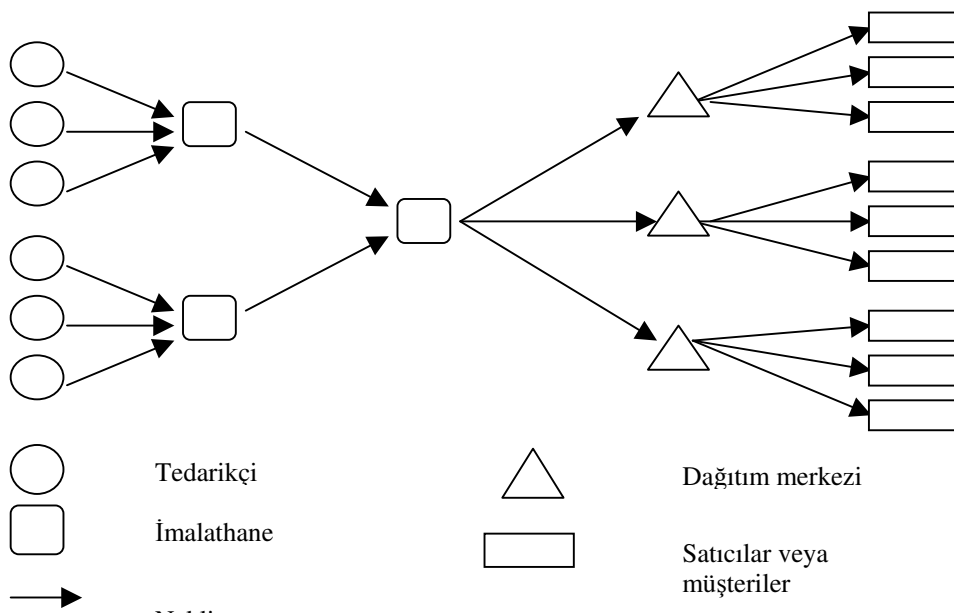 Tedarikçi
Dağıtım merkezi
İmalathane
Satıcılar veya
müşteriler